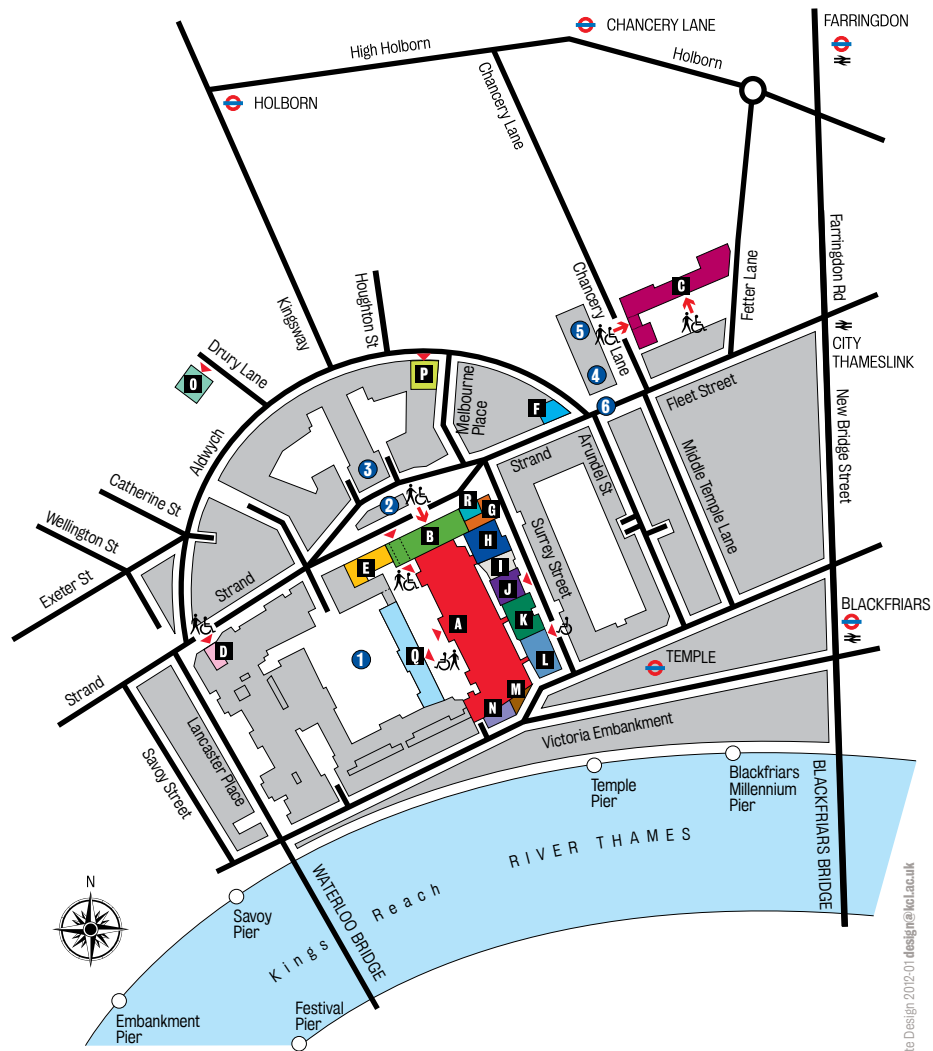 CHANCERY LANE
FARRINGDON
High Holborn
Holborn
HOLBORN
Chancery Lane
Farringdon Rd
Fetter Lane
Chancery
Lane
C
5
4
6
CITY
THAMESLINK
Houghton St
Kingsway
Drury Lane
O
P
Melbourne
Place
F
Fleet Street
New Bridge Street
Aldwych
Strand
Arundel St
Middle Temple Lane
3
2
Catherine St
Wellington St
Exeter St
Strand
R
G
B
H
E
I
J
K
L
Surrey Street
A
Q
1
D
M
N
BLACKFRIARS
TEMPLE
Strand
Savoy Street
Lancaster Place
Victoria Embankment
Temple
Pier
Blackfriars
Millennium
Pier
BLACKFRIARS BRIDGE
RIVER THAMES
Kings Reach
WATERLOO BRIDGE
N
Savoy
Pier
Embankment
Pier
Festival
Pier
te Design 2012-01 design@kcl.ac.uk